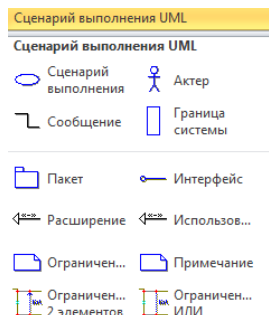 Сценарий выполнения UML
Сценарий выполнения UML
Сценарий выполнения
Актер
Сообщение
Граница системы
Пакет
Интерфейс
Расширение
Использов...
Ограничен...
Примечание
Ограничен... 2 элементов
Ограничен... ИЛИ